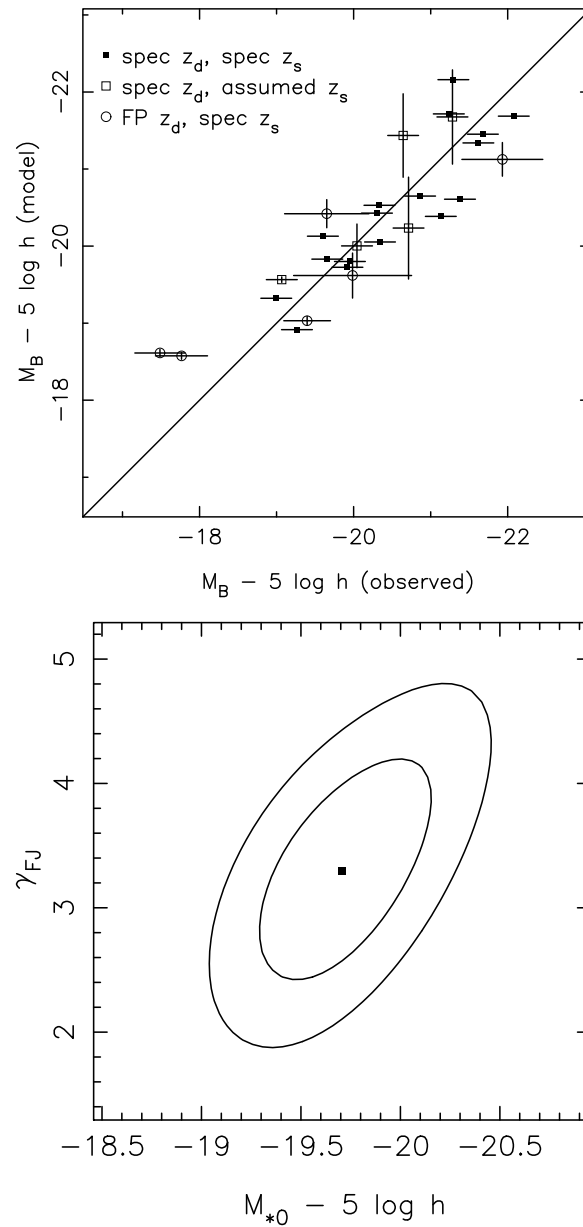 −22
−20
−18
M_B − 5 log h (model)
spec z_d, spec z_s
spec z_d, assumed z_s
FP z_d, spec z_s
−18
−20
−22
M_B − 5 log h (observed)
5
4
3
2
γ_FJ
−18.5
−19
−19.5
−20
−20.5
M_{*0} − 5 log h